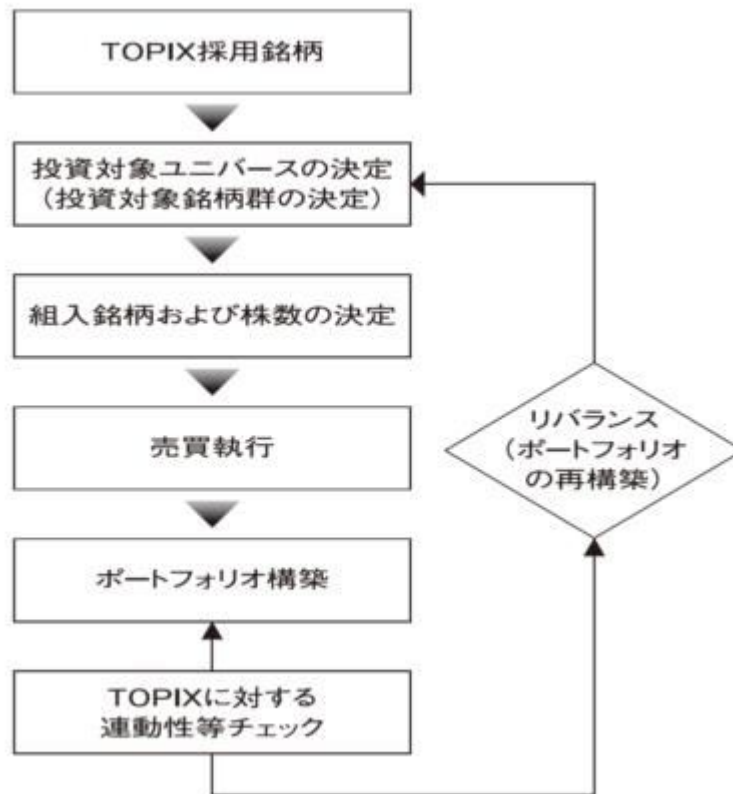 TOPIX採用銘柄
投資対象ユニバースの決定
(投資対象銘柄群の決定)
組入銘柄および株数の決定
売買執行
ポートフォリオ構築
TOPIXに対する
連動性等チェック
リバランス
(ポートフォリオ
の再構築)